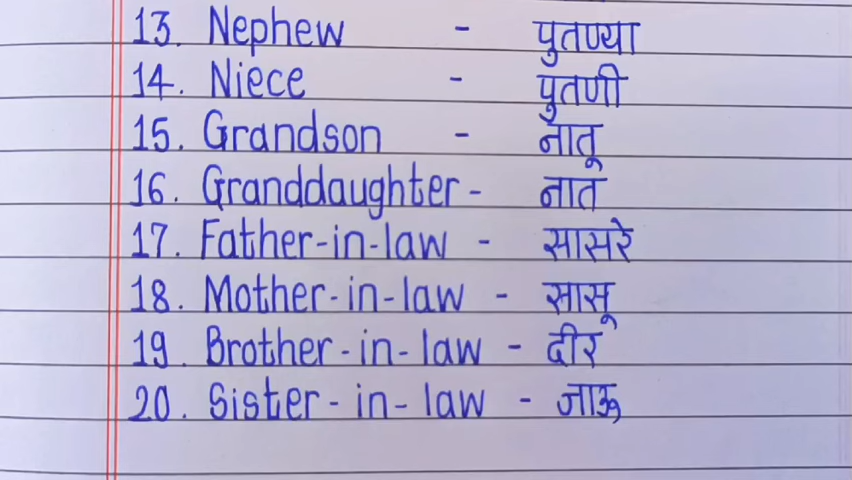 13. Nephew - पुतण्या
14. Niece - पुतणी
15. Grandson - नातू
16. Granddaughter - नात
17. Father-in-law - सासरे
18. Mother-in-law - सासू
19. Brother-in-law - दीर
20. Sister-in-law - जाऊ